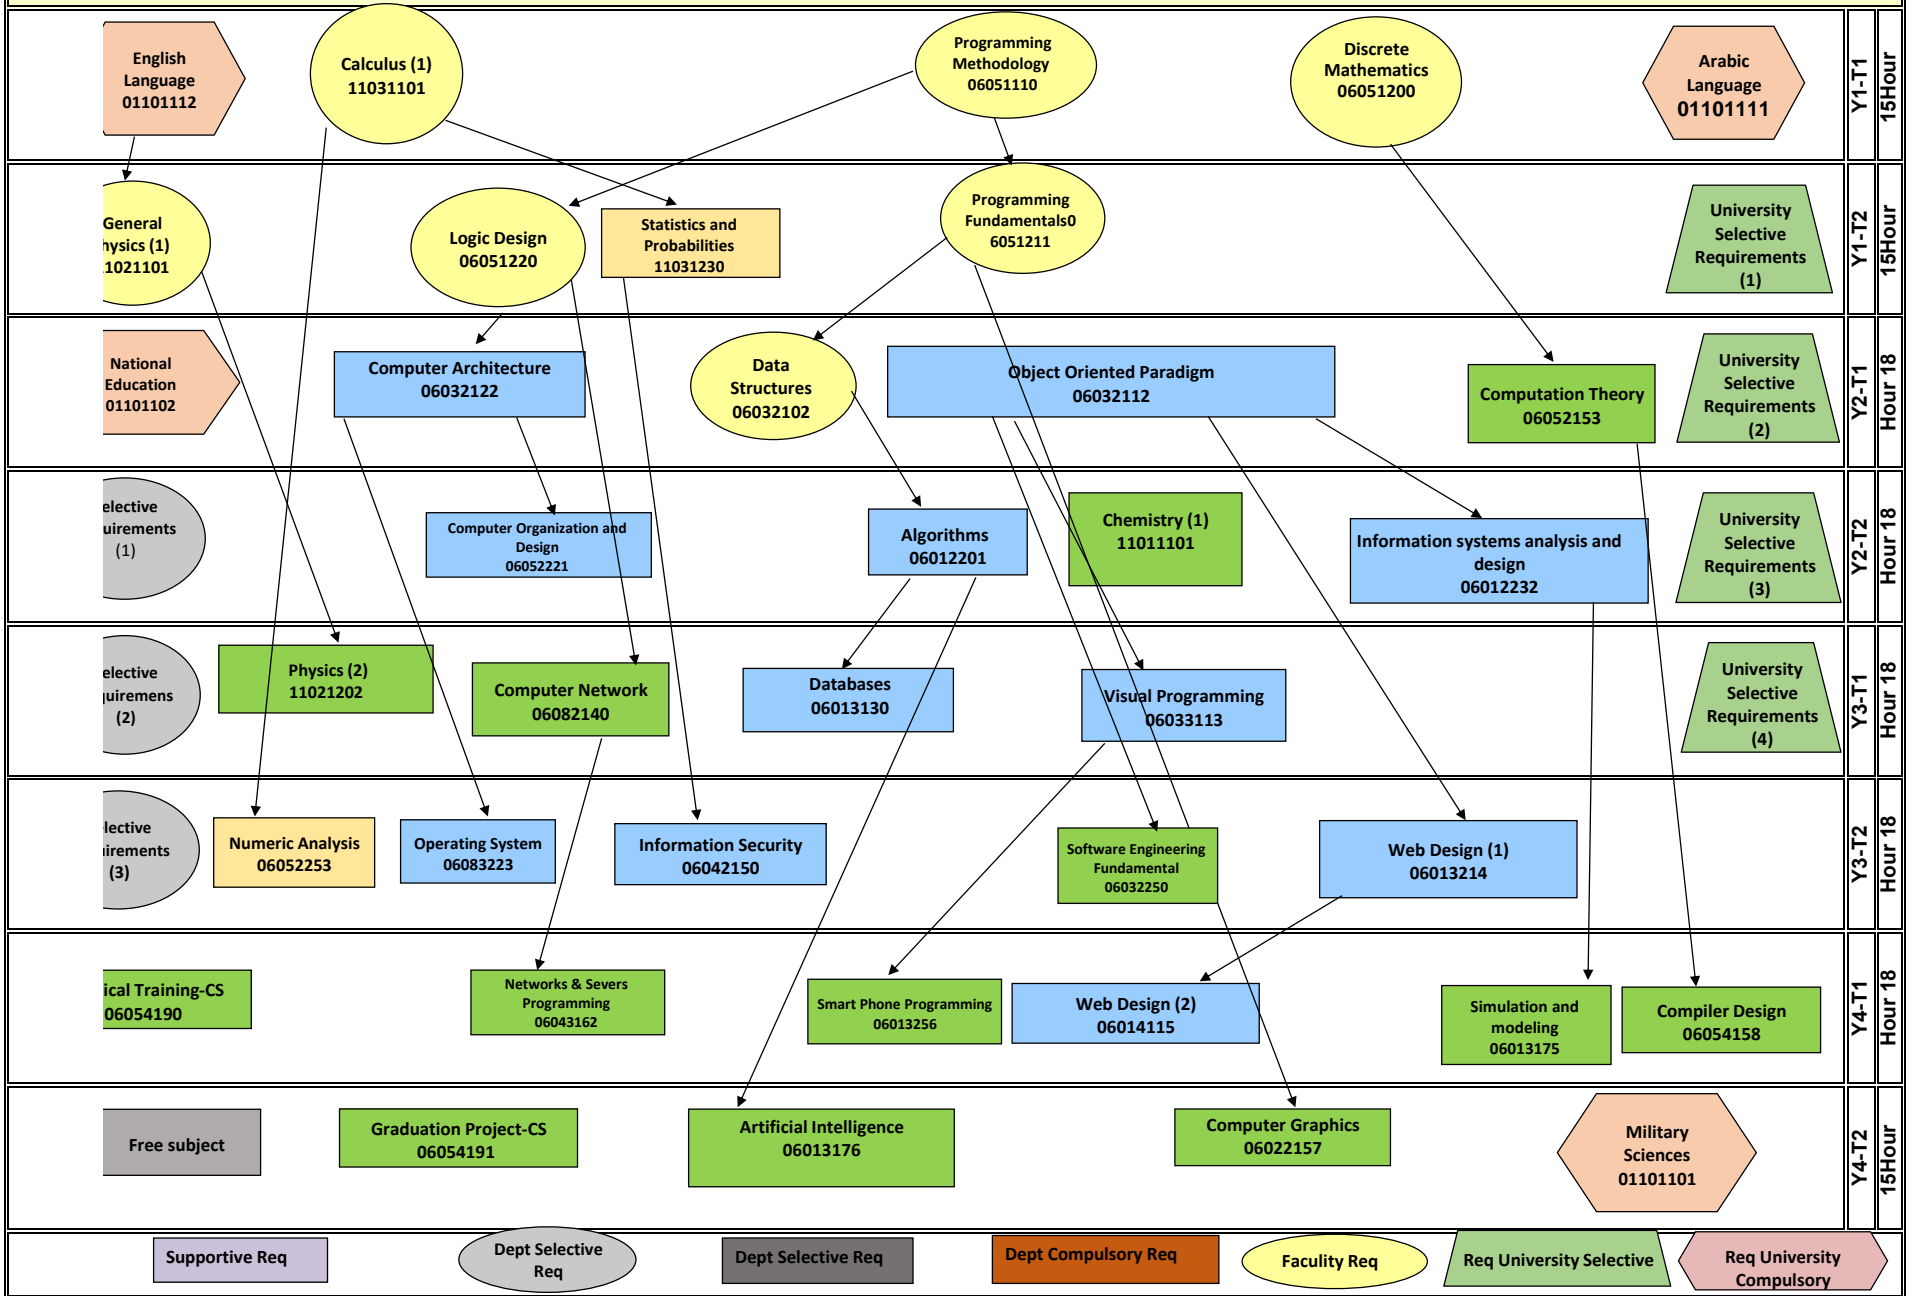 English
Language
01101112
Calculus (1)
11031101
Programming
Methodology
06051110
Discrete
Mathematics
06051200
Arabic
Language
01101111
Y1-T1
15Hour
General
hysics (1)
1021101
Logic Design
06051220
Statistics and
Probabilities
11031230
Programming
Fundamentals0
6051211
University
Selective
Requirements
(1)
Y1-T2
15Hour
National
Education
01101102
Computer Architecture
06032122
Data
Structures
06032102
Object Oriented Paradigm
06032112
Computation Theory
06052153
University
Selective
Requirements
(2)
Y2-T1
Hour 18
elective
uirements
(1)
Computer Organization and
Design
06052221
Algorithms
06012201
Chemistry (1)
11011101
Information systems analysis and
design
06012232
University
Selective
Requirements
(3)
Y2-T2
Hour 18
elective
quiremens
(2)
Physics (2)
11021202
Computer Network
06082140
Databases
06013130
Visual Programming
06033113
University
Selective
Requirements
(4)
Y3-T1
Hour 18
lective
irements
(3)
Numeric Analysis
06052253
Operating System
06083223
Information Security
06042150
Software Engineering
Fundamental
06032250
Web Design (1)
06013214
Y3-T2
Hour 18
ical Training-CS
06054190
Networks & Severs
Programming
06043162
Smart Phone Programming
06013256
Web Design (2)
06014115
Simulation and
modeling
06013175
Compiler Design
06054158
Y4-T1
Hour 18
Free subject
Graduation Project-CS
06054191
Artificial Intelligence
06013176
Computer Graphics
06022157
Military
Sciences
01101101
Y4-T2
15Hour
Supportive Req
Dept Selective
Req
Dept Selective Req
Dept Compulsory Req
Faculty Req
Req University Selective
Req University
Compulsory